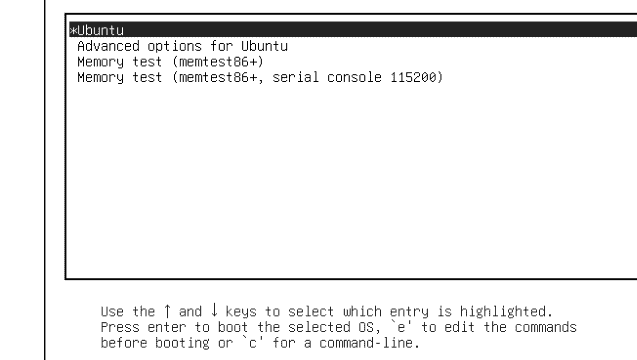 *Ubuntu
Advanced options for Ubuntu
Memory test (memtest86+)
Memory test (memtest86+, serial console 115200)
Use the ↑ and ↓ keys to select which entry is highlighted.
Press enter to boot the selected OS, `e' to edit the commands
before booting or `c' for a command-line.